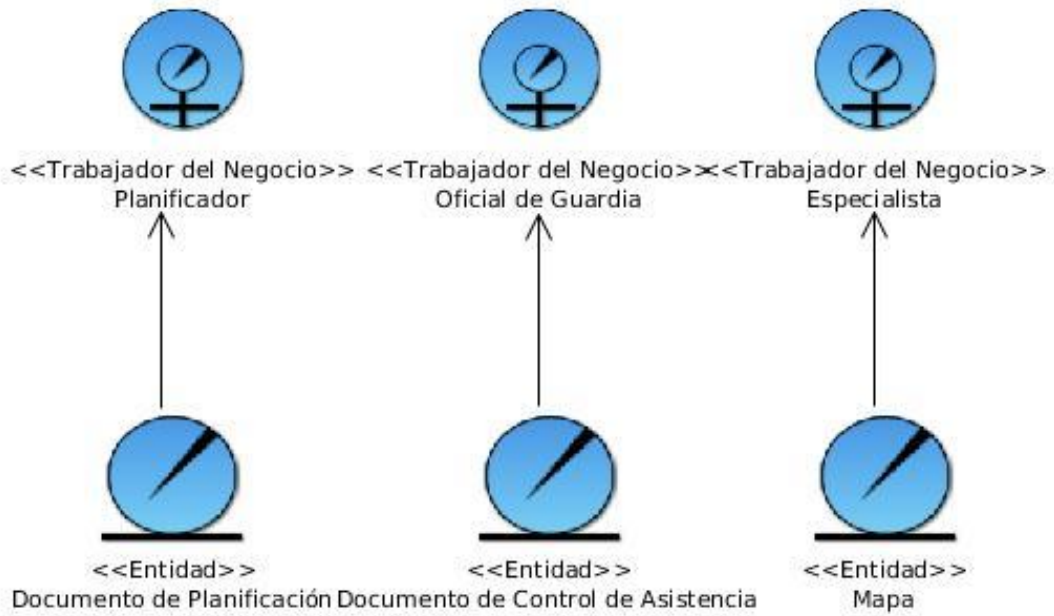 <<Trabajador del Negocio>> <<Trabajador del Negocio>> <<Trabajador del Negocio>>
Planificador Oficial de Guardia Especialista
<<Entidad>> <<Entidad>> <<Entidad>>
Documento de Planificación Documento de Control de Asistencia Mapa